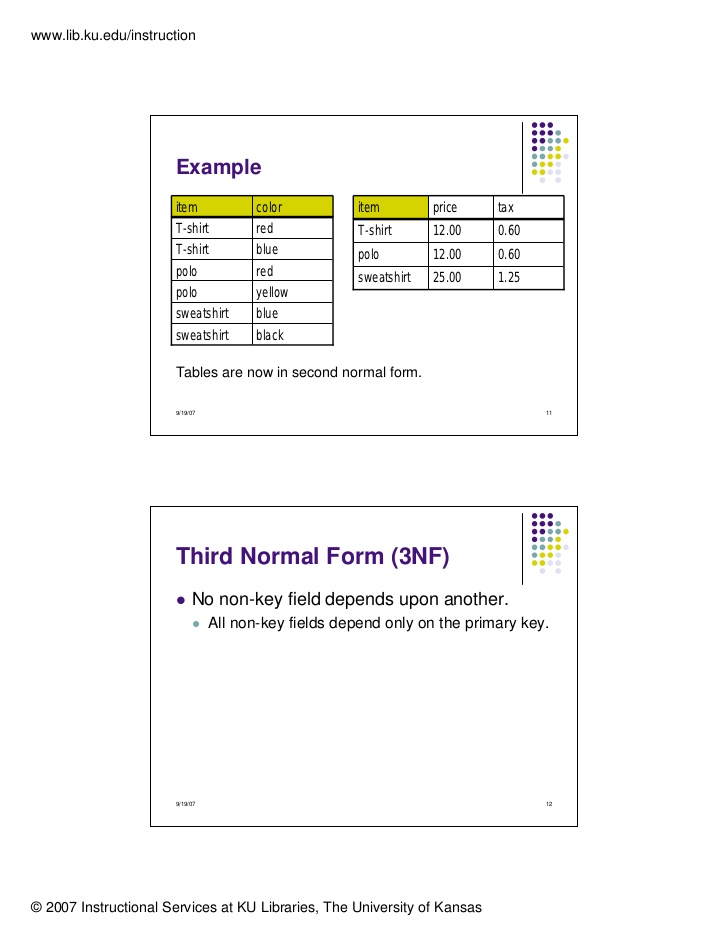 www.lib.ku.edu/instruction
Example
item color
T-shirt red
T-shirt blue
polo red
polo yellow
sweatshirt blue
sweatshirt black
item price tax
T-shirt 12.00 0.60
polo 12.00 0.60
sweatshirt 25.00 1.25
Tables are now in second normal form.
9/19/07 11
Third Normal Form (3NF)
No non-key field depends upon another.
All non-key fields depend only on the primary key.
9/19/07 12
© 2007 Instructional Services at KU Libraries, The University of Kansas